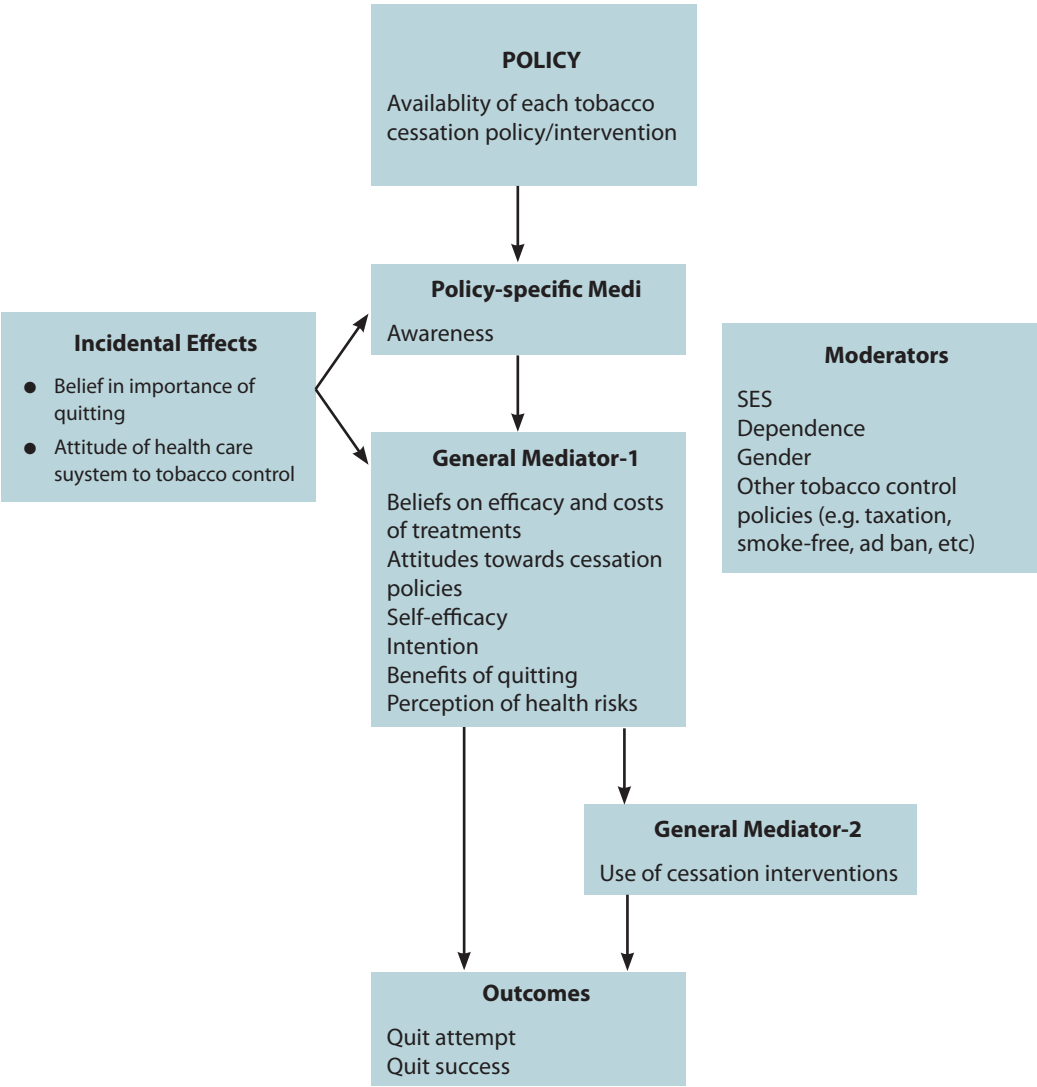 POLICY
Availablity of each tobacco
cessation policy/intervention
Policy-specific Medi
Awareness
Incidental Effects
● Belief in importance of
quitting
● Attitude of health care
suystem to tobacco control
Moderators
SES
Dependence
Gender
Other tobacco control
policies (e.g. taxation,
smoke-free, ad ban, etc)
General Mediator-1
Beliefs on efficacy and costs
of treatments
Attitudes towards cessation
policies
Self-efficacy
Intention
Benefits of quitting
Perception of health risks
General Mediator-2
Use of cessation interventions
Outcomes
Quit attempt
Quit success